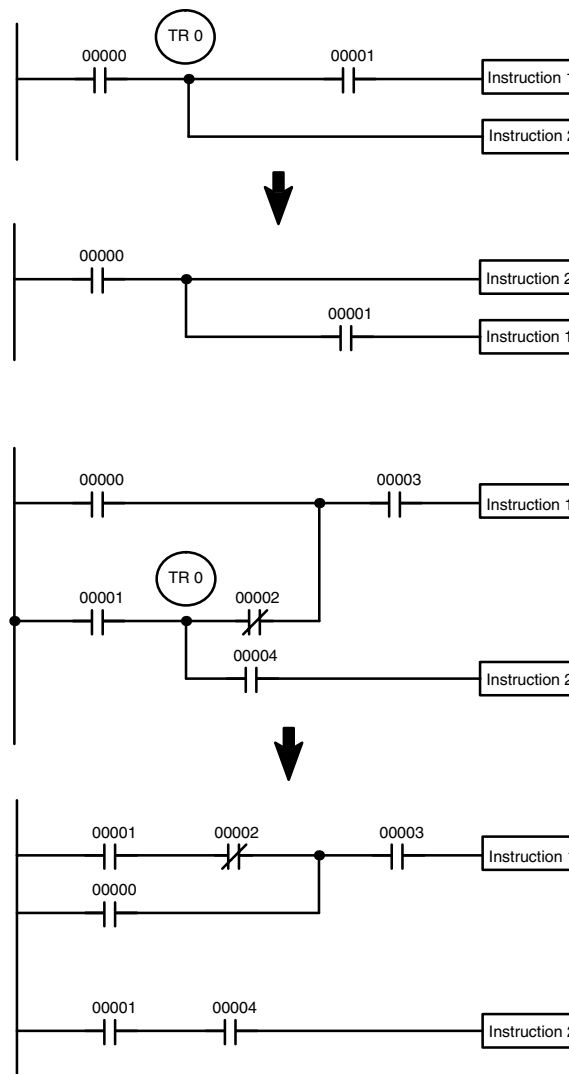 TR 0
00000 00001
Instruction 1
Instruction 2
00000
Instruction 2
00001
Instruction 1
00000 00003
Instruction 1
TR 0
00001 00002
00004
Instruction 2
00001 00002 00003
Instruction 1
00000
00001 00004
Instruction 2